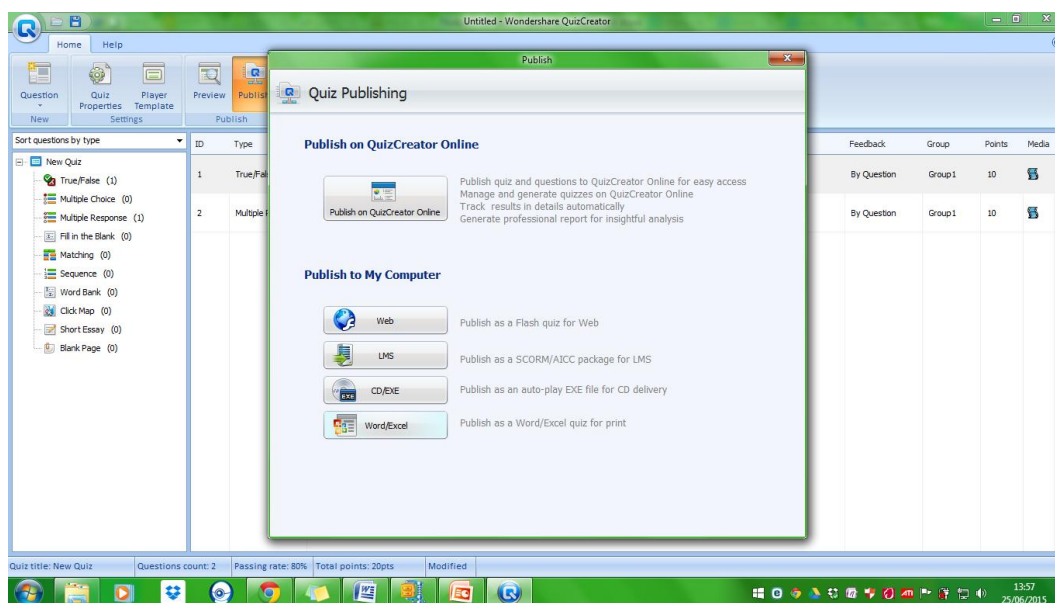 Untitled - Wondershare QuizCreator
Home Help
Question
Quiz Properties
Player Template
Preview
New
Settings
Publish
Sort questions by type
New Quiz
True/False (1)
Multiple Choice (0)
Multiple Response (1)
Fill in the Blank (0)
Matching (0)
Sequence (0)
Word Bank (0)
Click Map (0)
Short Essay (0)
Blank Page (0)
ID Type Feedback Group Points Media
1 By Question Group1 10
2 Multiple By Question Group1 10
Publish
Quiz Publishing
Publish on QuizCreator Online
Publish on QuizCreator Online
Publish quiz and questions to QuizCreator Online for easy access
Manage and generate quizzes on QuizCreator Online
Track results in details automatically
Generate professional report for insightful analysis
Publish to My Computer
Web Publish as a Flash quiz for Web
LMS Publish as a SCORM/AICC package for LMS
CD/EXE Publish as an auto-play EXE file for CD delivery
Word/Excel Publish as a Word/Excel quiz for print
Quiz title: New Quiz Questions count: 2 Passing rate: 80% Total points: 20pts Modified
13:57
25/06/2015